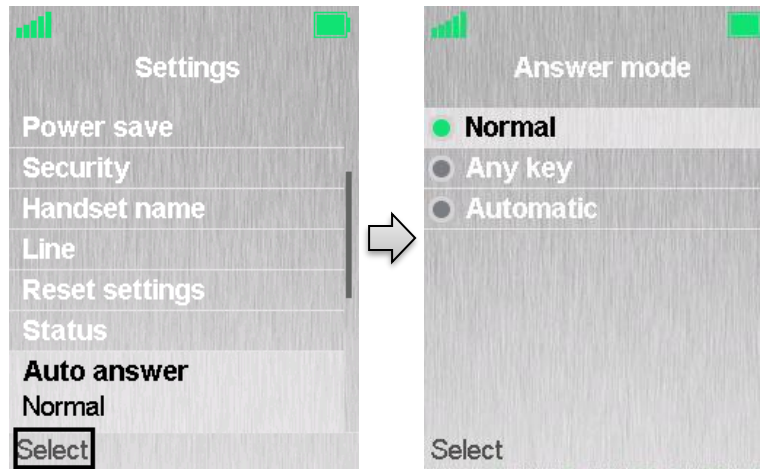 Settings
Power save
Security
Handset name
Line
Reset settings
Status
Auto answer
Normal
Select
Answer mode
Normal
Any key
Automatic
Select